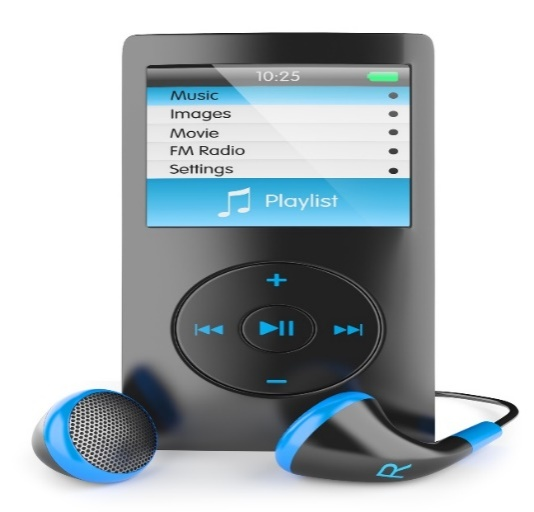 10:25
Music
Images
Movie
FM Radio
Settings
Playlist
R